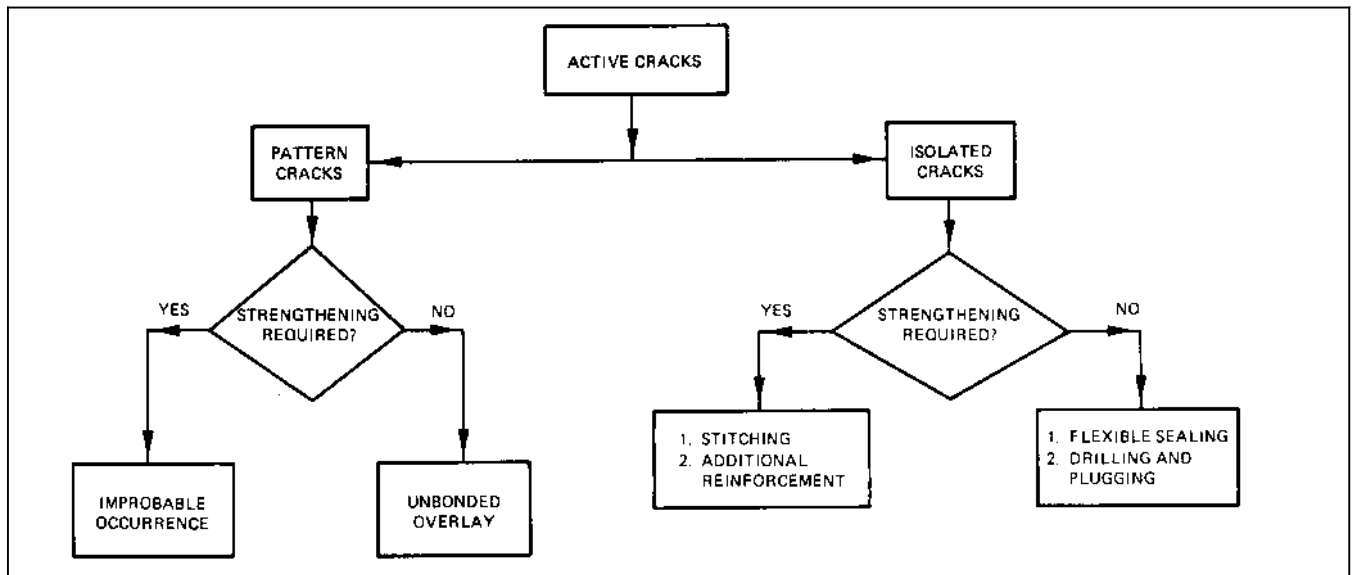 ACTIVE CRACKS
PATTERN
CRACKS
ISOLATED
CRACKS
YES
STRENGTHENING
REQUIRED?
NO
YES
STRENGTHENING
REQUIRED?
NO
IMPROBABLE
OCCURRENCE
UNBONDED
OVERLAY
1. STITCHING
2. ADDITIONAL
REINFORCEMENT
1. FLEXIBLE SEALING
2. DRILLING AND
PLUGGING